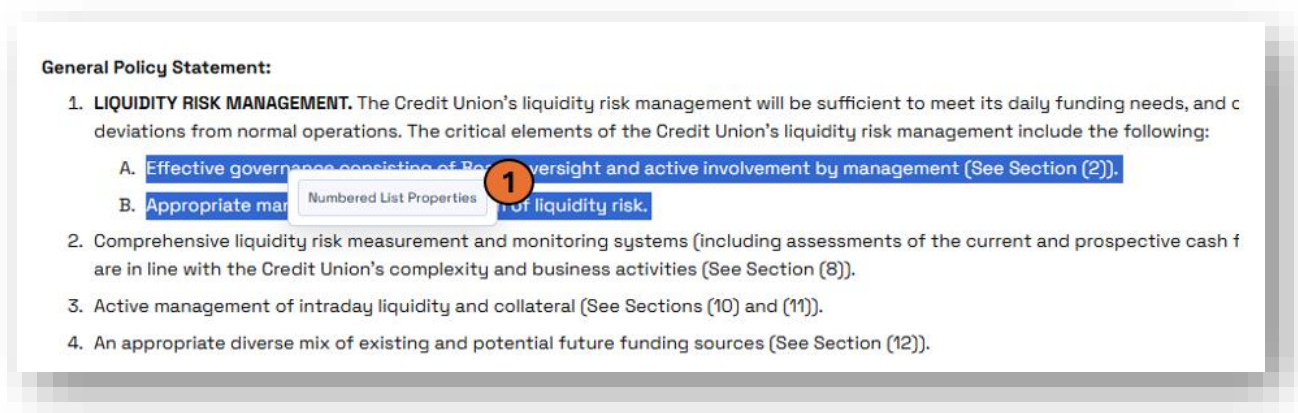 General Policy Statement:
1. LIQUIDITY RISK MANAGEMENT. The Credit Union's liquidity risk management will be sufficient to meet its daily funding needs, and c
deviations from normal operations. The critical elements of the Credit Union's liquidity risk management include the following:
A. Effective governance consisting of Board oversight and active involvement by management (See Section (2)).
1
Numbered List Properties
B. Appropriate mar of liquidity risk.
2. Comprehensive liquidity risk measurement and monitoring systems (including assessments of the current and prospective cash f
are in line with the Credit Union's complexity and business activities (See Section (8)).
3. Active management of intraday liquidity and collateral (See Sections (10) and (11)).
4. An appropriate diverse mix of existing and potential future funding sources (See Section (12)).